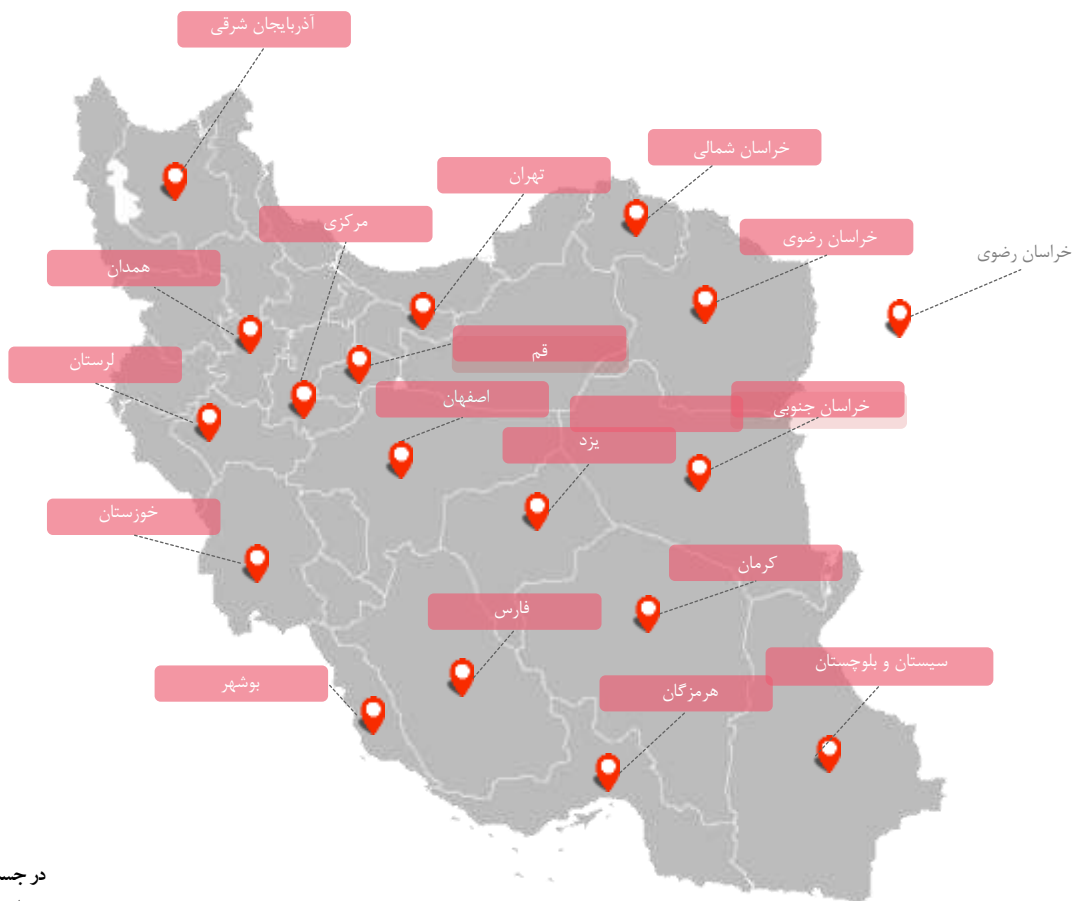 آذربایجان شرقی
خراسان شمالی
تهران
مرکزی
خراسان رضوی
خراسان رضوی
همدان
قم
لرستان
اصفهان
خراسان جنوبی
یزد
خوزستان
کرمان
فارس
سیستان و بلوچستان
بوشهر
هرمزگان
در